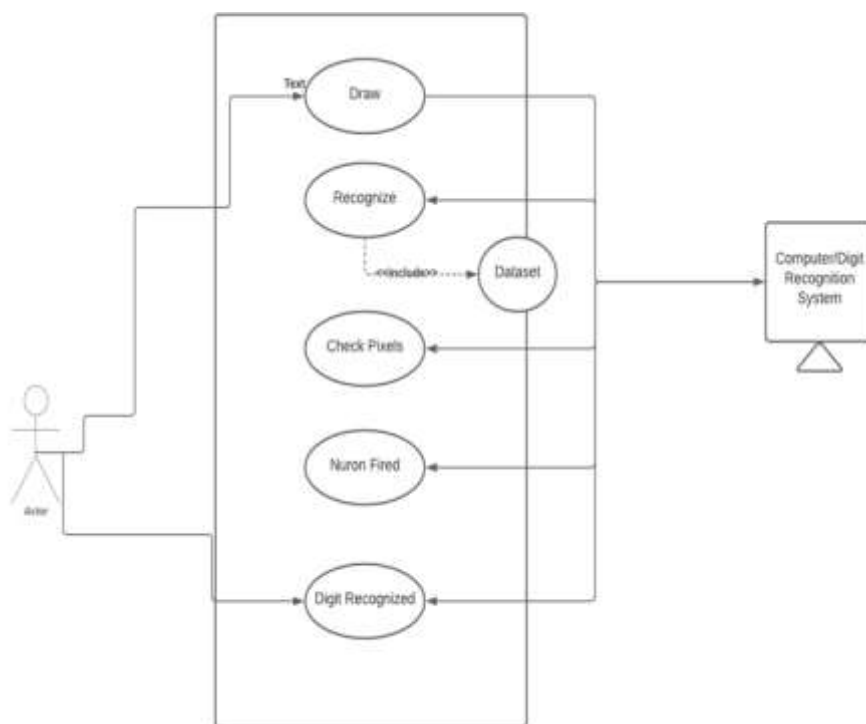 Text
Draw
Recognize
<<include>>
Dataset
Computer/Digit
Recognition
System
Check Pixels
Nuron Fired
Actor
Digit Recognized